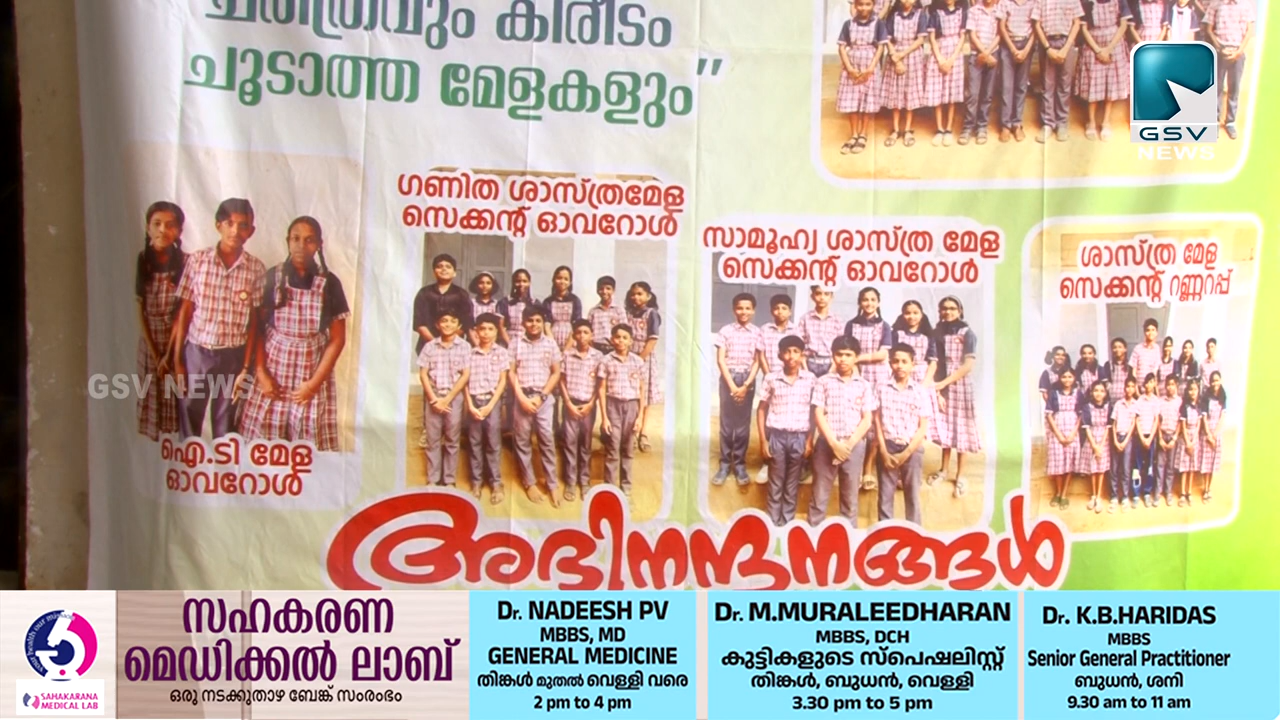 ചരിത്രവും കിരീടം
ചൂടാത്ത മേളകളും"
GSV
NEWS
ഗണിത ശാസ്ത്രമേള
സെക്കന്റ് ഓവറോൾ
സാമൂഹ്യ ശാസ്ത്ര മേള
സെക്കന്റ് ഓവറോൾ
ശാസ്ത്ര മേള
സെക്കന്റ് റണ്ണറപ്പ്
GSV NEWS
ഐ.ടി മേള
ഓവറോൾ
അഭിനന്ദനങ്ങൾ
SAHAKARANA
MEDICAL LAB
സഹകരണ
മെഡിക്കൽ ലാബ്
ഒരു നടക്കുതാഴ ബേങ്ക് സംരംഭം
Dr. NADEESH PV
MBBS, MD
GENERAL MEDICINE
തിങ്കൾ മുതൽ വെള്ളി വരെ
2 pm to 4 pm
Dr. M.MURALEEDHARAN
MBBS, DCH
കുട്ടികളുടെ സ്പെഷലിസ്റ്റ്
തിങ്കൾ, ബുധൻ, വെള്ളി
3.30 pm to 5 pm
Dr. K.B.HARIDAS
MBBS
Senior General Practitioner
ബുധൻ, ശനി
9.30 am to 11 am